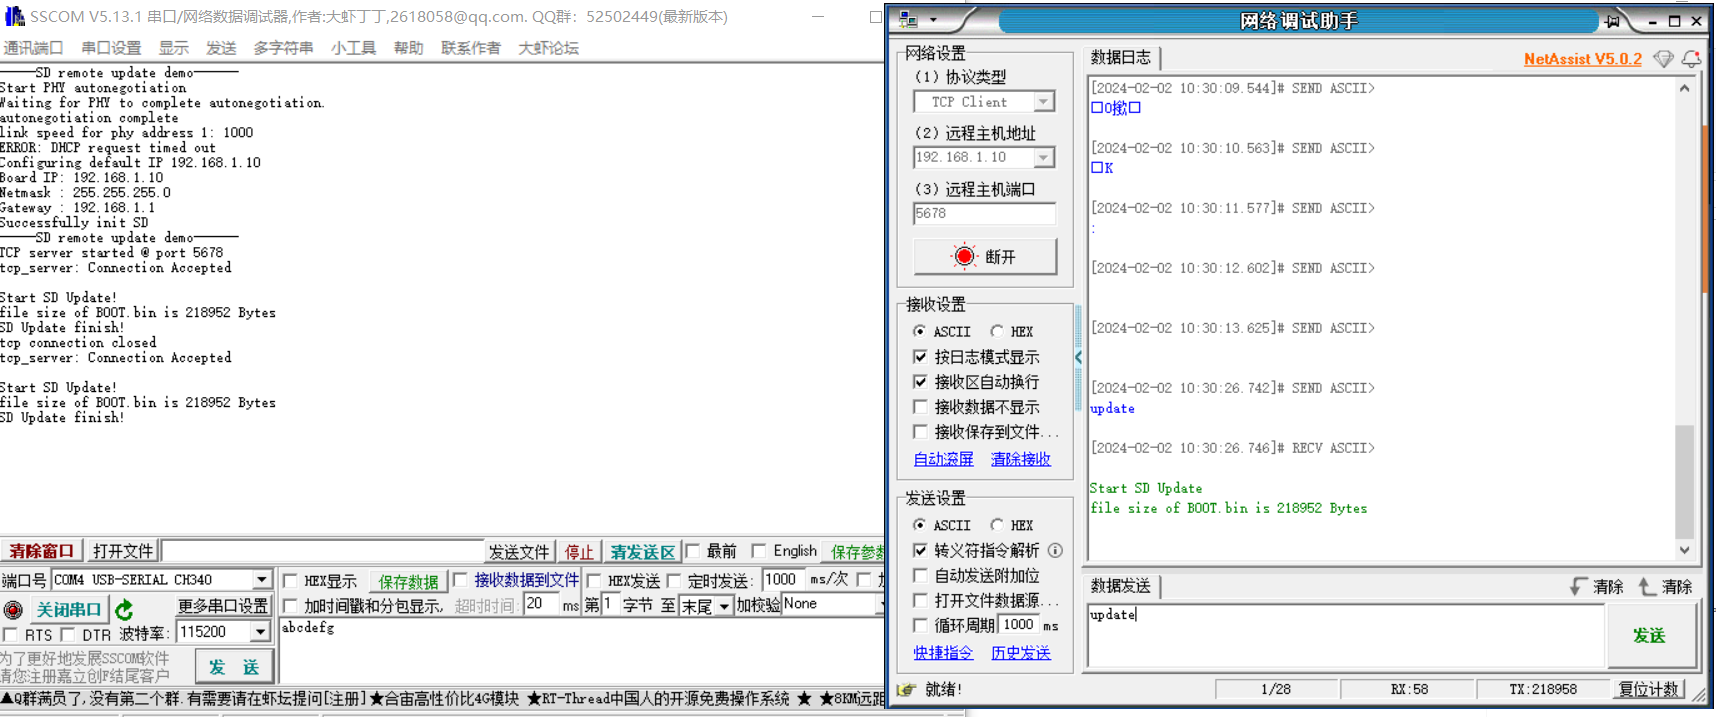 SSCOM V5.13.1 串口/网络数据调试器,作者:大虾丁丁,2618058@qq.com. QQ群：52502449(最新版本)
通讯端口 串口设置 显示 发送 多字符串 小工具 帮助 联系作者 大虾论坛
-----SD remote update demo------
Start PHY autonegotiation
Waiting for PHY to complete autonegotiation.
autonegotiation complete
link speed for phy address 1: 1000
ERROR: DHCP request timed out
Configuring default IP 192.168.1.10
Board IP: 192.168.1.10
Netmask : 255.255.255.0
Gateway : 192.168.1.1
Successfully init SD
-----SD remote update demo------
TCP server started @ port 5678
tcp_server: Connection Accepted
Start SD Update!
file size of BOOT.bin is 218952 Bytes
SD Update finish!
tcp connection closed
tcp_server: Connection Accepted
Start SD Update!
file size of BOOT.bin is 218952 Bytes
SD Update finish!
清除窗口 打开文件 发送文件 停止 清发送区 最前 English 保存参数
端口号 COM4 USB-SERIAL CH340 HEX显示 保存数据 接收数据到文件 HEX发送 定时发送: 1000 ms/次
关闭串口 更多串口设置 加时间戳和分包显示, 超时时间: 20 ms 第 1 字节 至 末尾 加校验 None
RTS DTR 波特率: 115200
abcdefg
为了更好地发展SSCOM软件
请您注册嘉立创F结尾客户
发 送
▲Q群满员了,没有第二个群.有需要请在虾坛提问[注册] ★合宙高性价比4G模块 ★RT-Thread中国人的开源免费操作系统 ★ ★8KM远距
网络调试助手
网络设置
(1) 协议类型
TCP Client
(2) 远程主机地址
192.168.1.10
(3) 远程主机端口
5678
断开
接收设置
ASCII HEX
按日志模式显示
接收区自动换行
接收数据不显示
接收保存到文件...
自动滚屏 清除接收
发送设置
ASCII HEX
转义符指令解析
自动发送附加位
打开文件数据源...
循环周期 1000 ms
快捷指令 历史发送
数据日志 NetAssist V5.0.2
[2024-02-02 10:30:09.544]# SEND ASCII>
[2024-02-02 10:30:10.563]# SEND ASCII>
K
[2024-02-02 10:30:11.577]# SEND ASCII>
:
[2024-02-02 10:30:12.602]# SEND ASCII>
[2024-02-02 10:30:13.625]# SEND ASCII>
[2024-02-02 10:30:26.742]# SEND ASCII>
update
[2024-02-02 10:30:26.746]# RECV ASCII>
Start SD Update
file size of BOOT.bin is 218952 Bytes
数据发送 清除 清除
update
发送
就绪! 1/28 RX:58 TX:218958 复位计数